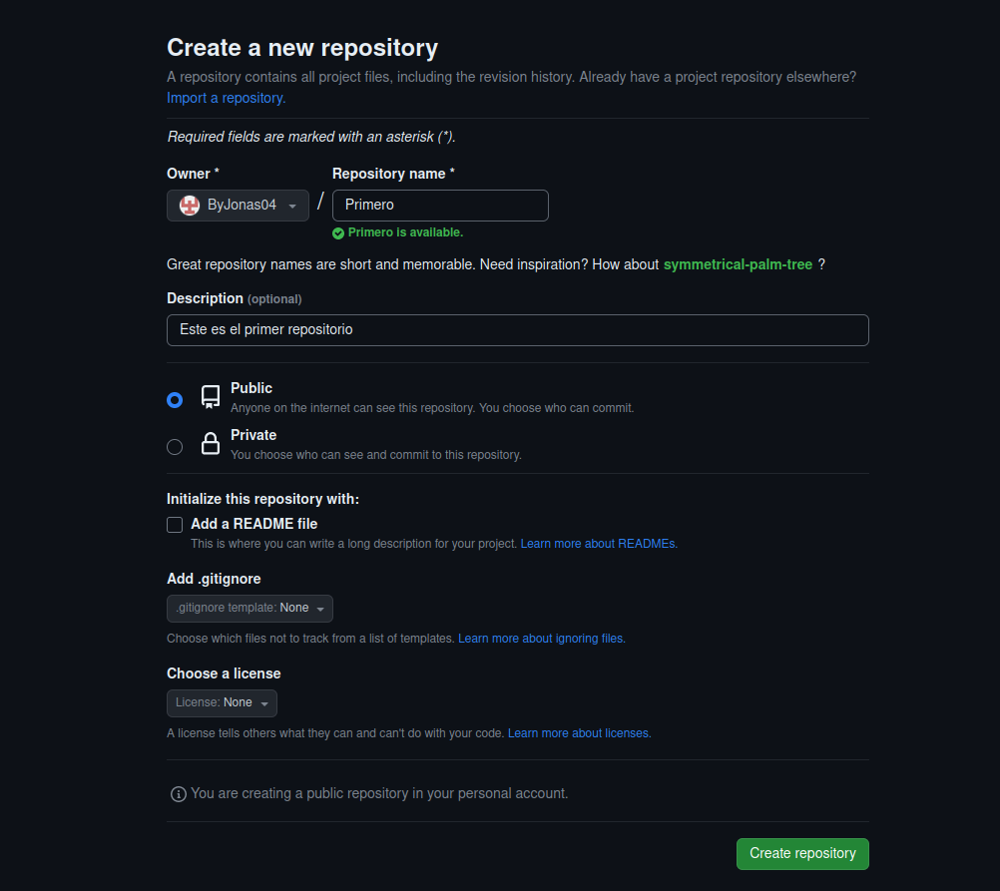 Create a new repository
A repository contains all project files, including the revision history. Already have a project repository elsewhere?
Import a repository.
Required fields are marked with an asterisk (*).
Owner * Repository name *
ByJonas04 / Primero
Primero is available.
Great repository names are short and memorable. Need inspiration? How about symmetrical-palm-tree ?
Description (optional)
Este es el primer repositorio
Public
Anyone on the internet can see this repository. You choose who can commit.
Private
You choose who can see and commit to this repository.
Initialize this repository with:
Add a README file
This is where you can write a long description for your project. Learn more about READMEs.
Add .gitignore
.gitignore template: None
Choose which files not to track from a list of templates. Learn more about ignoring files.
Choose a license
License: None
A license tells others what they can and can't do with your code. Learn more about licenses.
You are creating a public repository in your personal account.
Create repository